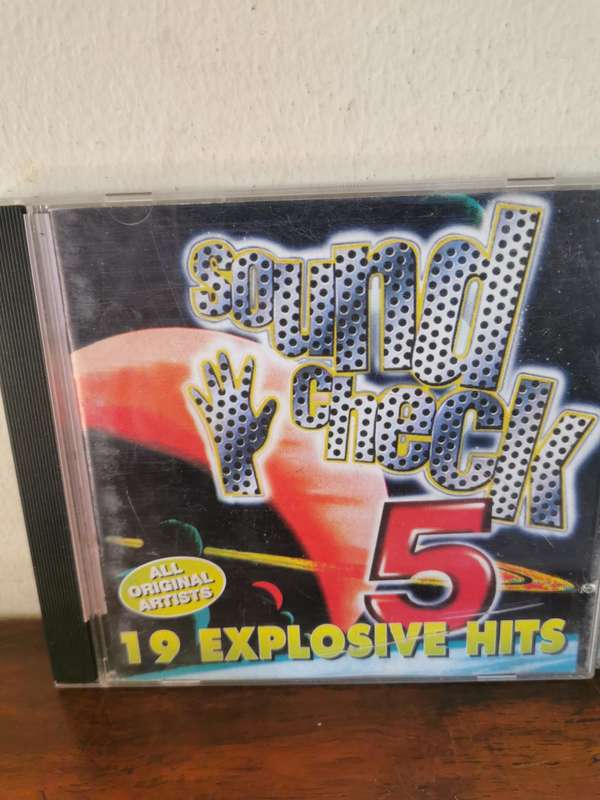 sound
check
5
ALL
ORIGINAL
ARTISTS
19 EXPLOSIVE HITS